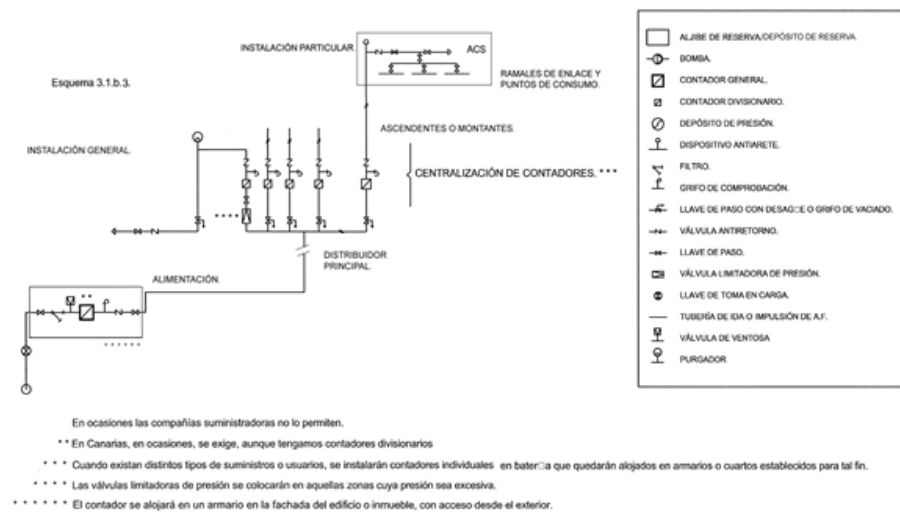 INSTALACIÓN PARTICULAR.
ACS
RAMALES DE ENLACE Y
PUNTOS DE CONSUMO.
Esquema 3.1.b.3.
ASCENDENTES O MONTANTES.
INSTALACIÓN GENERAL.
CENTRALIZACIÓN DE CONTADORES. * * *
* * * *
DISTRIBUIDOR
PRINCIPAL.
ALIMENTACIÓN.
* *
* * * * * *
ALJIBE DE RESERVA/DEPÓSITO DE RESERVA.
BOMBA.
CONTADOR GENERAL.
CONTADOR DIVISIONARIO.
DEPÓSITO DE PRESIÓN.
DISPOSITIVO ANTIARETE.
FILTRO.
GRIFO DE COMPROBACIÓN.
LLAVE DE PASO CON DESAG□E O GRIFO DE VACIADO.
VÁLVULA ANTIRETORNO.
LLAVE DE PASO.
VÁLVULA LIMITADORA DE PRESIÓN.
LLAVE DE TOMA EN CARGA.
TUBERÍA DE IDA O IMPULSIÓN DE A.F.
VÁLVULA DE VENTOSA
PURGADOR
En ocasiones las compañías suministradoras no lo permiten.
* * En Canarias, en ocasiones, se exige, aunque tengamos contadores divisionarios
* * * Cuando existan distintos tipos de suministros o usuarios, se instalarán contadores individuales en bater□a que quedarán alojados en armarios o cuartos establecidos para tal fin.
* * * * Las válvulas limitadoras de presión se colocarán en aquellas zonas cuya presión sea excesiva.
* * * * * * El contador se alojará en un armario en la fachada del edificio o inmueble, con acceso desde el exterior.